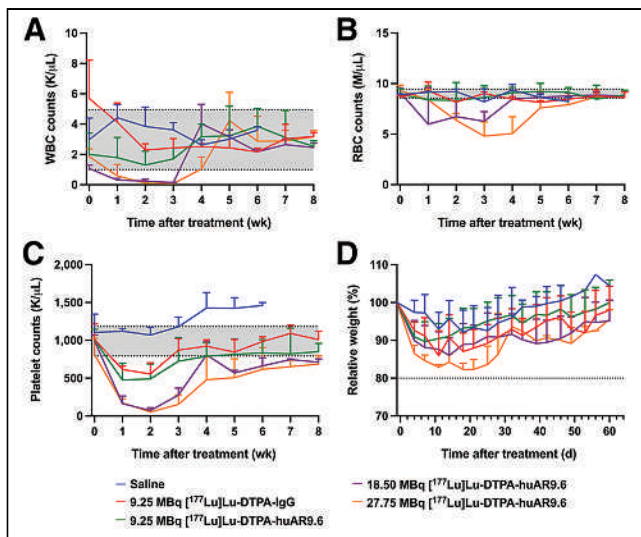 A
WBC counts (K/μL)
10
8
6
4
2
0
0 1 2 3 4 5 6 7 8
Time after treatment (wk)
B
RBC counts (M/μL)
15
10
5
0
0 1 2 3 4 5 6 7 8
Time after treatment (wk)
C
Platelet counts (K/μL)
2,000
1,500
1,000
500
0
0 1 2 3 4 5 6 7 8
Time after treatment (wk)
D
Relative weight (%)
110
100
90
80
70
0 10 20 30 40 50 60
Time after treatment (d)
Saline
9.25 MBq [¹⁷⁷Lu]Lu-DTPA-IgG
9.25 MBq [¹⁷⁷Lu]Lu-DTPA-huAR9.6
18.50 MBq [¹⁷⁷Lu]Lu-DTPA-huAR9.6
27.75 MBq [¹⁷⁷Lu]Lu-DTPA-huAR9.6